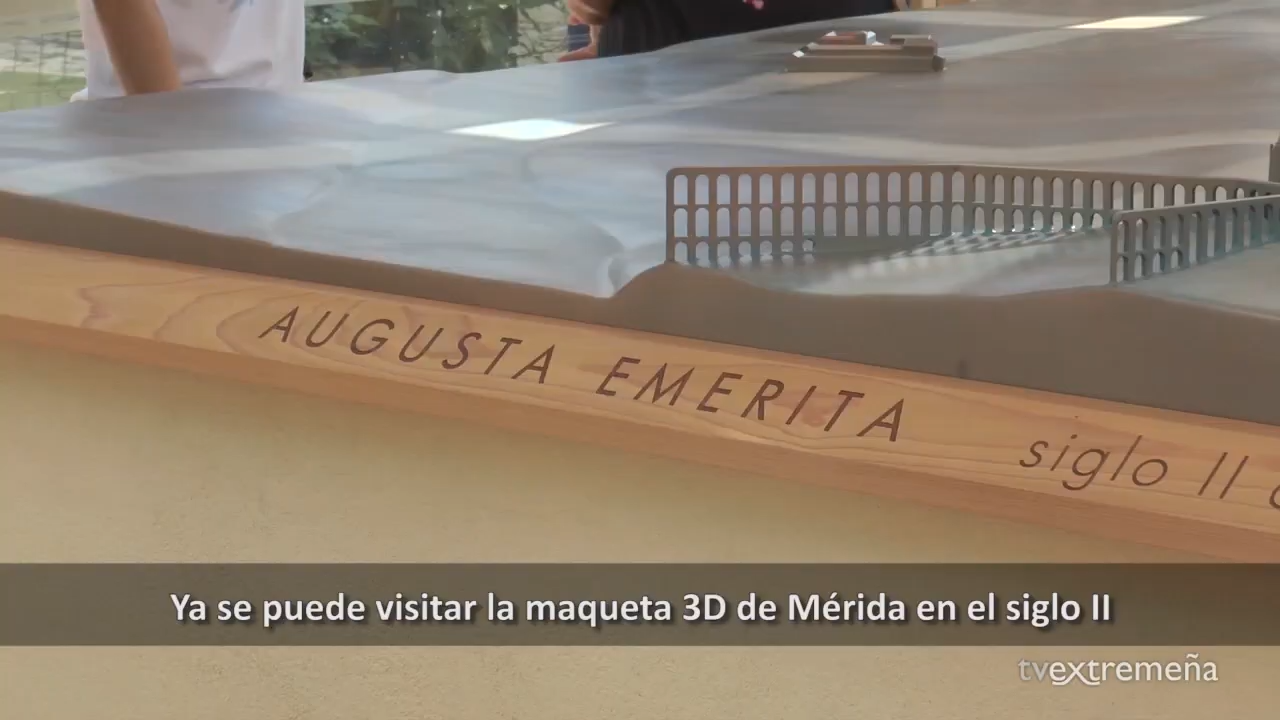 AUGUSTA EMERITA siglo II
Ya se puede visitar la maqueta 3D de Mérida en el siglo II
tvextremeña